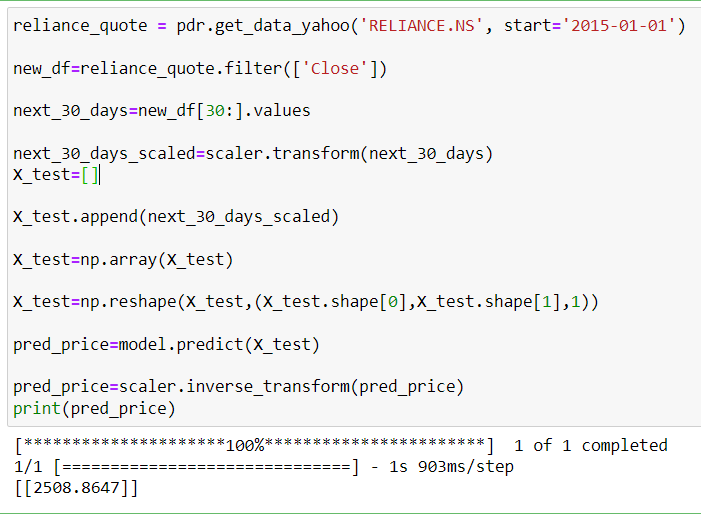 reliance_quote = pdr.get_data_yahoo('RELIANCE.NS', start='2015-01-01')
new_df=reliance_quote.filter(['Close'])
next_30_days=new_df[30:].values
next_30_days_scaled=scaler.transform(next_30_days)
X_test=[]
X_test.append(next_30_days_scaled)
X_test=np.array(X_test)
X_test=np.reshape(X_test,(X_test.shape[0],X_test.shape[1],1))
pred_price=model.predict(X_test)
pred_price=scaler.inverse_transform(pred_price)
print(pred_price)
[*********************100%***********************]  1 of 1 completed
1/1 [==============================] - 1s 903ms/step
[[2508.8647]]